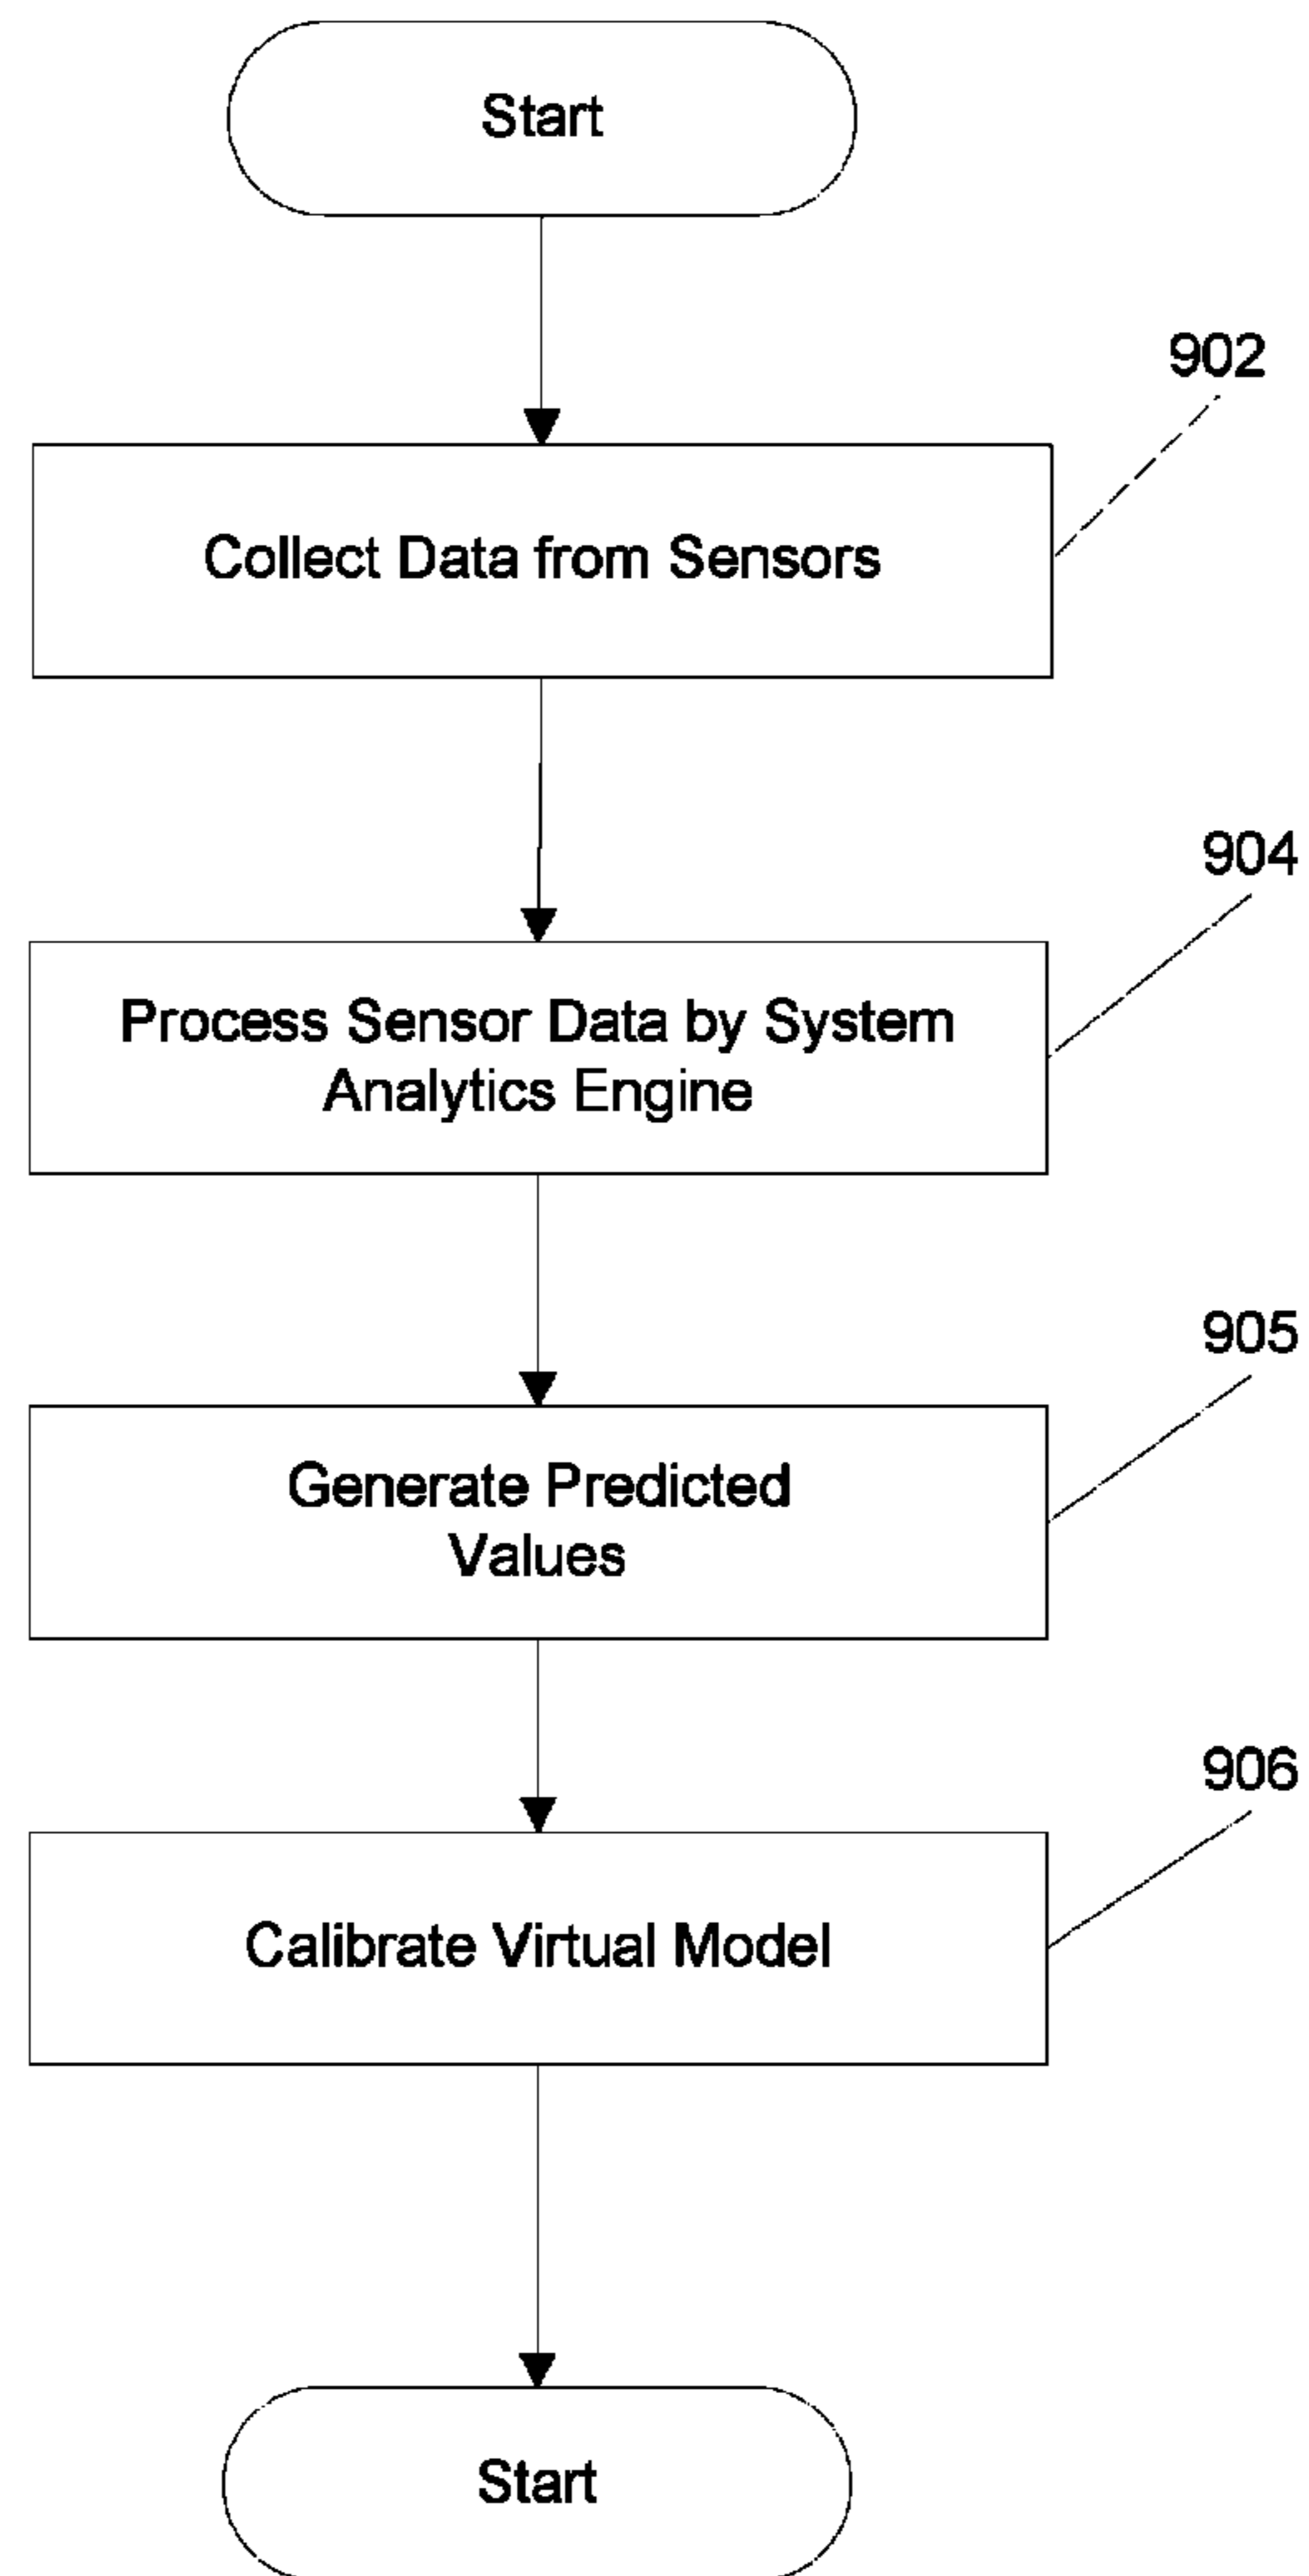 Start
902
Collect Data from Sensors
904
Process Sensor Data by System
Analytics Engine
905
Generate Predicted
Values
906
Calibrate Virtual Model
Start